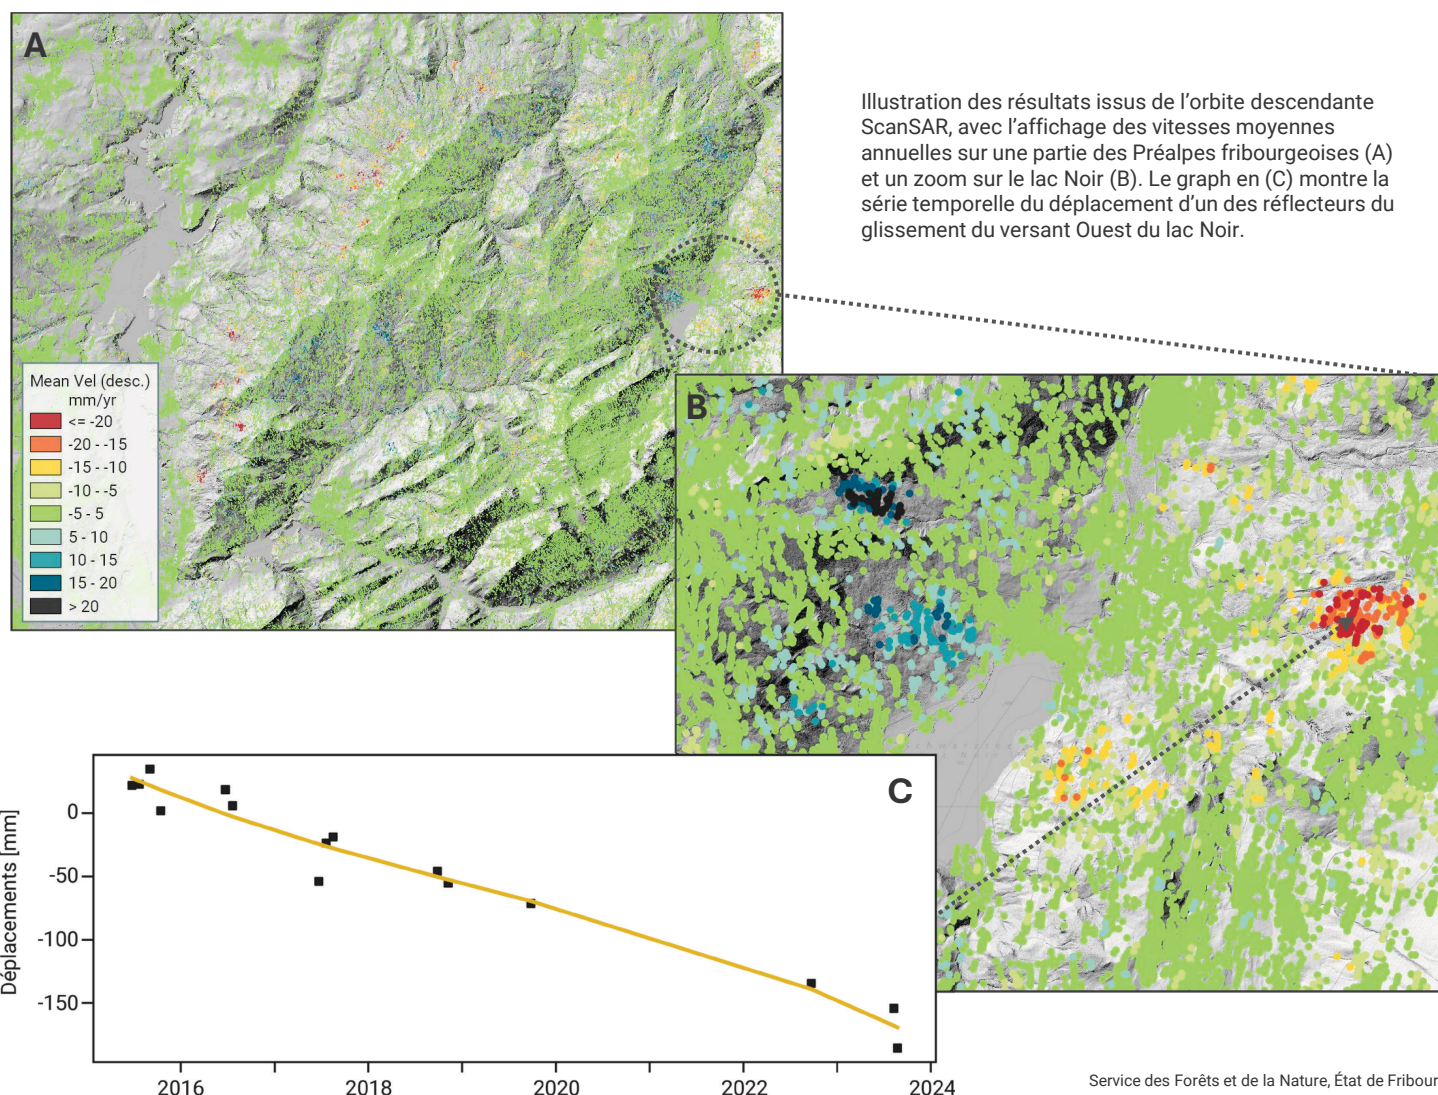 A
Illustration des résultats issus de l'orbite descendante
ScanSAR, avec l'affichage des vitesses moyennes
annuelles sur une partie des Préalpes fribourgeoises (A)
et un zoom sur le lac Noir (B). Le graph en (C) montre la
série temporelle du déplacement d'un des réflecteurs du
glissement du versant Ouest du lac Noir.
Mean Vel (desc.)
mm/yr
<= -20
-20 - -15
-15 - -10
-10 - -5
-5 - 5
5 - 10
10 - 15
15 - 20
> 20
B
C
Déplacements [mm]
0
-50
-100
-150
2016
2018
2020
2022
2024
Service des Forêts et de la Nature, État de Fribour